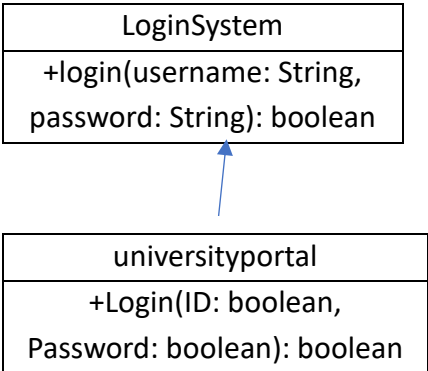 LoginSystem
+login(username: String,
password: String): boolean
universityportal
+Login(ID: boolean,
Password: boolean): boolean